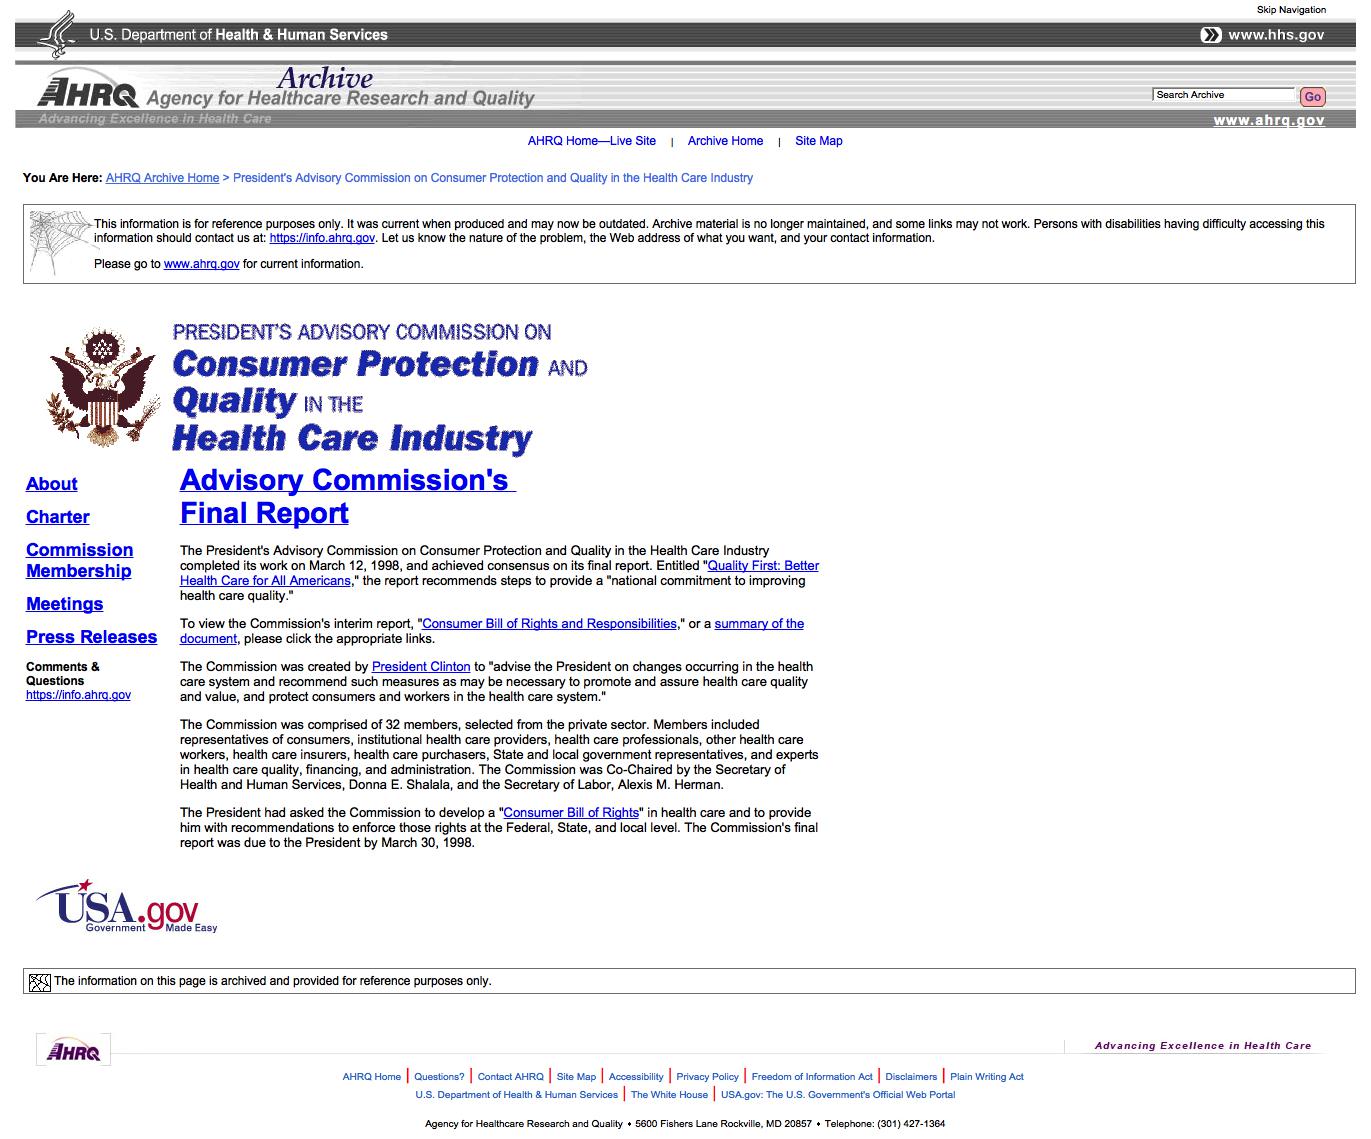 Skip Navigation
U.S. Department of Health & Human Services
www.hhs.gov
Archive
AHRQ Agency for Healthcare Research and Quality
Search Archive
Go
Advancing Excellence in Health Care
www.ahrq.gov
AHRQ Home—Live Site | Archive Home | Site Map
You Are Here: AHRQ Archive Home > President's Advisory Commission on Consumer Protection and Quality in the Health Care Industry
This information is for reference purposes only. It was current when produced and may now be outdated. Archive material is no longer maintained, and some links may not work. Persons with disabilities having difficulty accessing this
information should contact us at: https://info.ahrq.gov. Let us know the nature of the problem, the Web address of what you want, and your contact information.
Please go to www.ahrq.gov for current information.
PRESIDENT'S ADVISORY COMMISSION ON
Consumer Protection AND
Quality IN THE
Health Care Industry
About
Charter
Commission
Membership
Meetings
Press Releases
Comments &
Questions
https://info.ahrq.gov
Advisory Commission's
Final Report
The President's Advisory Commission on Consumer Protection and Quality in the Health Care Industry
completed its work on March 12, 1998, and achieved consensus on its final report. Entitled "Quality First: Better
Health Care for All Americans," the report recommends steps to provide a "national commitment to improving
health care quality."
To view the Commission's interim report, "Consumer Bill of Rights and Responsibilities," or a summary of the
document, please click the appropriate links.
The Commission was created by President Clinton to "advise the President on changes occurring in the health
care system and recommend such measures as may be necessary to promote and assure health care quality
and value, and protect consumers and workers in the health care system."
The Commission was comprised of 32 members, selected from the private sector. Members included
representatives of consumers, institutional health care providers, health care professionals, other health care
workers, health care insurers, health care purchasers, State and local government representatives, and experts
in health care quality, financing, and administration. The Commission was Co-Chaired by the Secretary of
Health and Human Services, Donna E. Shalala, and the Secretary of Labor, Alexis M. Herman.
The President had asked the Commission to develop a "Consumer Bill of Rights" in health care and to provide
him with recommendations to enforce those rights at the Federal, State, and local level. The Commission's final
report was due to the President by March 30, 1998.
USA.gov
Government Made Easy
The information on this page is archived and provided for reference purposes only.
AHRQ
Advancing Excellence in Health Care
AHRQ Home | Questions? | Contact AHRQ | Site Map | Accessibility | Privacy Policy | Freedom of Information Act | Disclaimers | Plain Writing Act
U.S. Department of Health & Human Services | The White House | USA.gov: The U.S. Government's Official Web Portal
Agency for Healthcare Research and Quality • 5600 Fishers Lane Rockville, MD 20857 • Telephone: (301) 427-1364